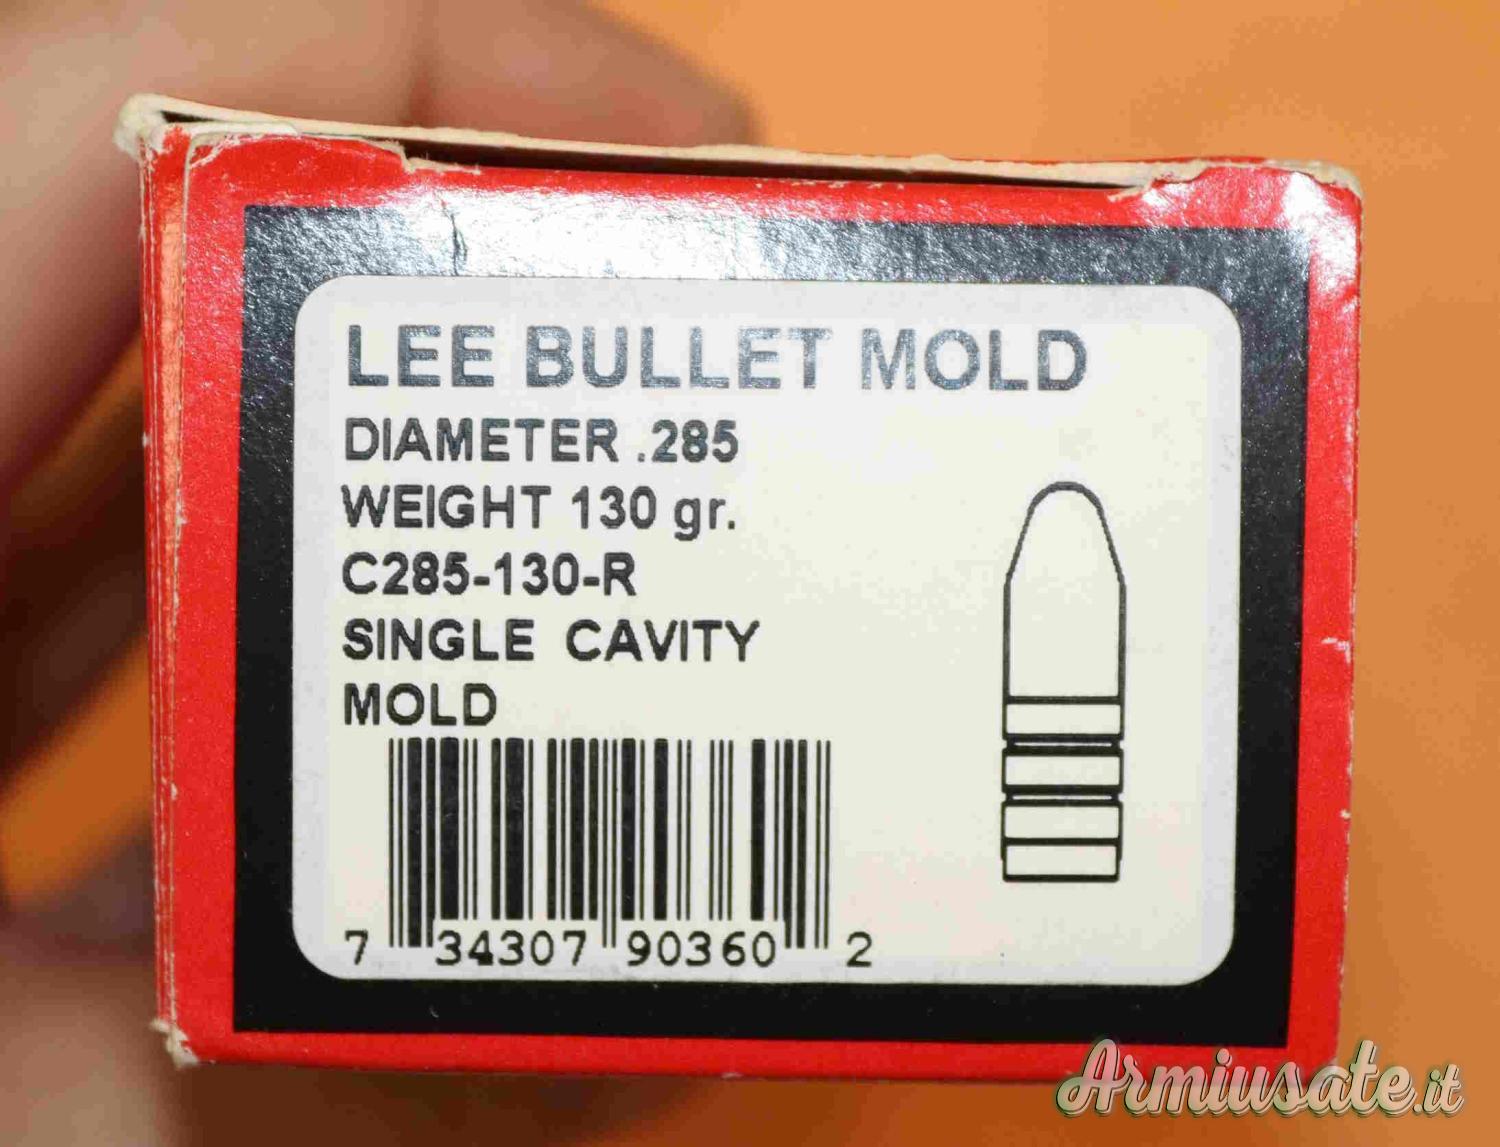 LEE BULLET MOLD
DIAMETER .285
WEIGHT 130 gr.
C285-130-R
SINGLE CAVITY
MOLD
7 34307 90360 2
Armiusate.it